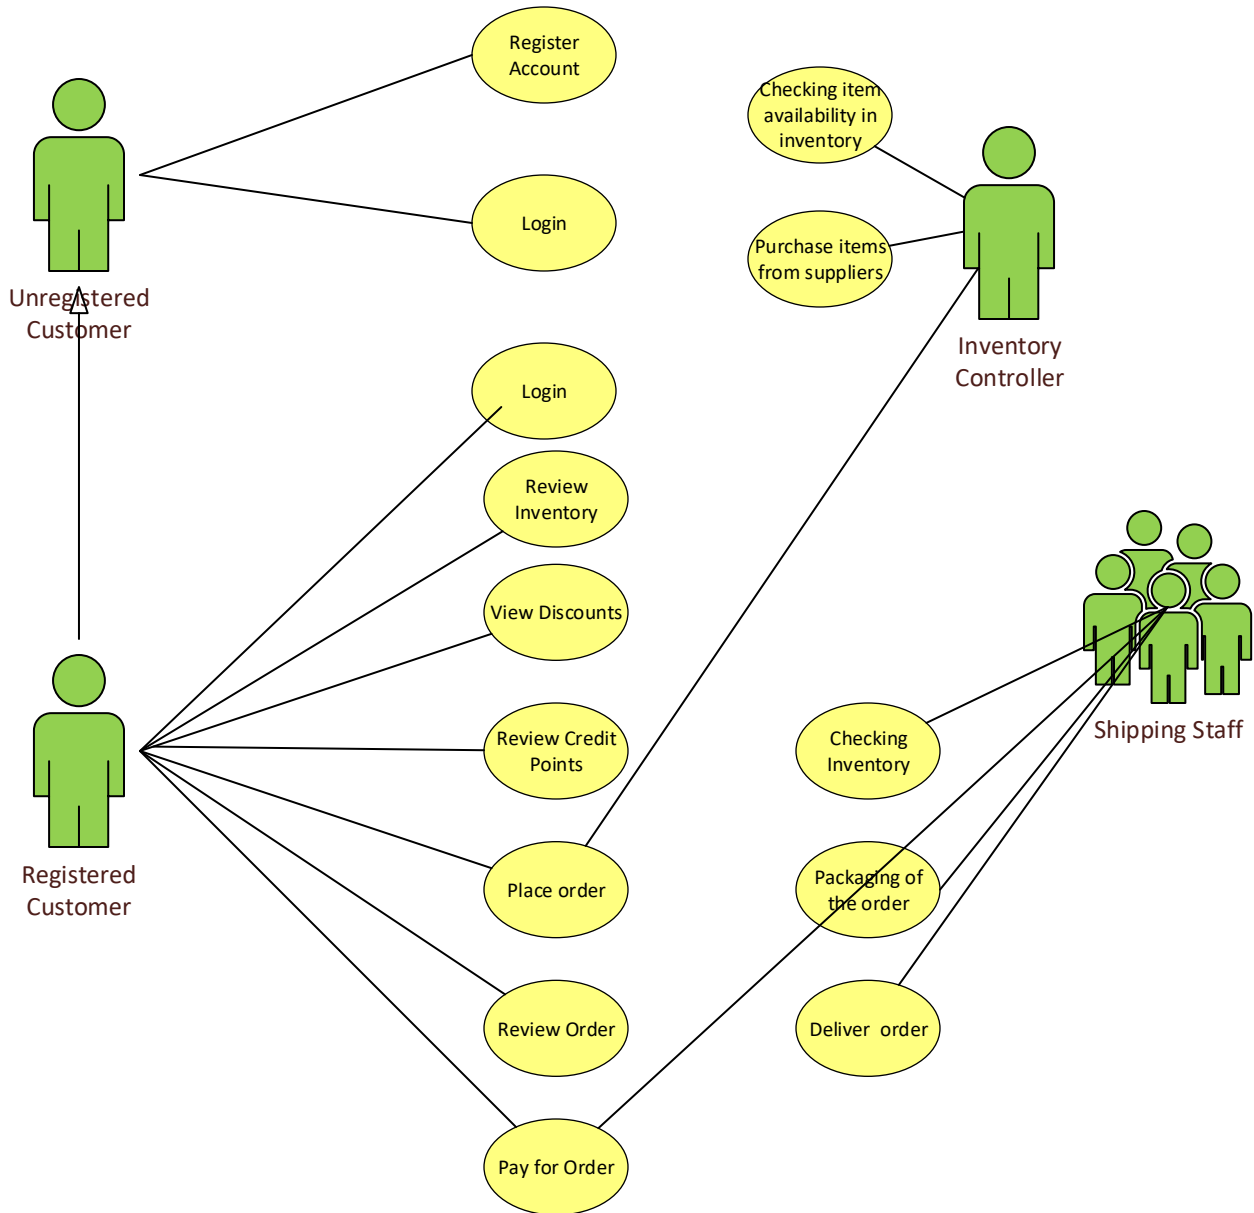 Register
Account
Checking item
availability in
inventory
Login
Purchase items
from suppliers
Unregistered
Customer
Inventory
Controller
Login
Review
Inventory
View Discounts
Review Credit
Points
Checking
Inventory
Shipping Staff
Registered
Customer
Place order
Packaging of
the order
Review Order
Deliver  order
Pay for Order